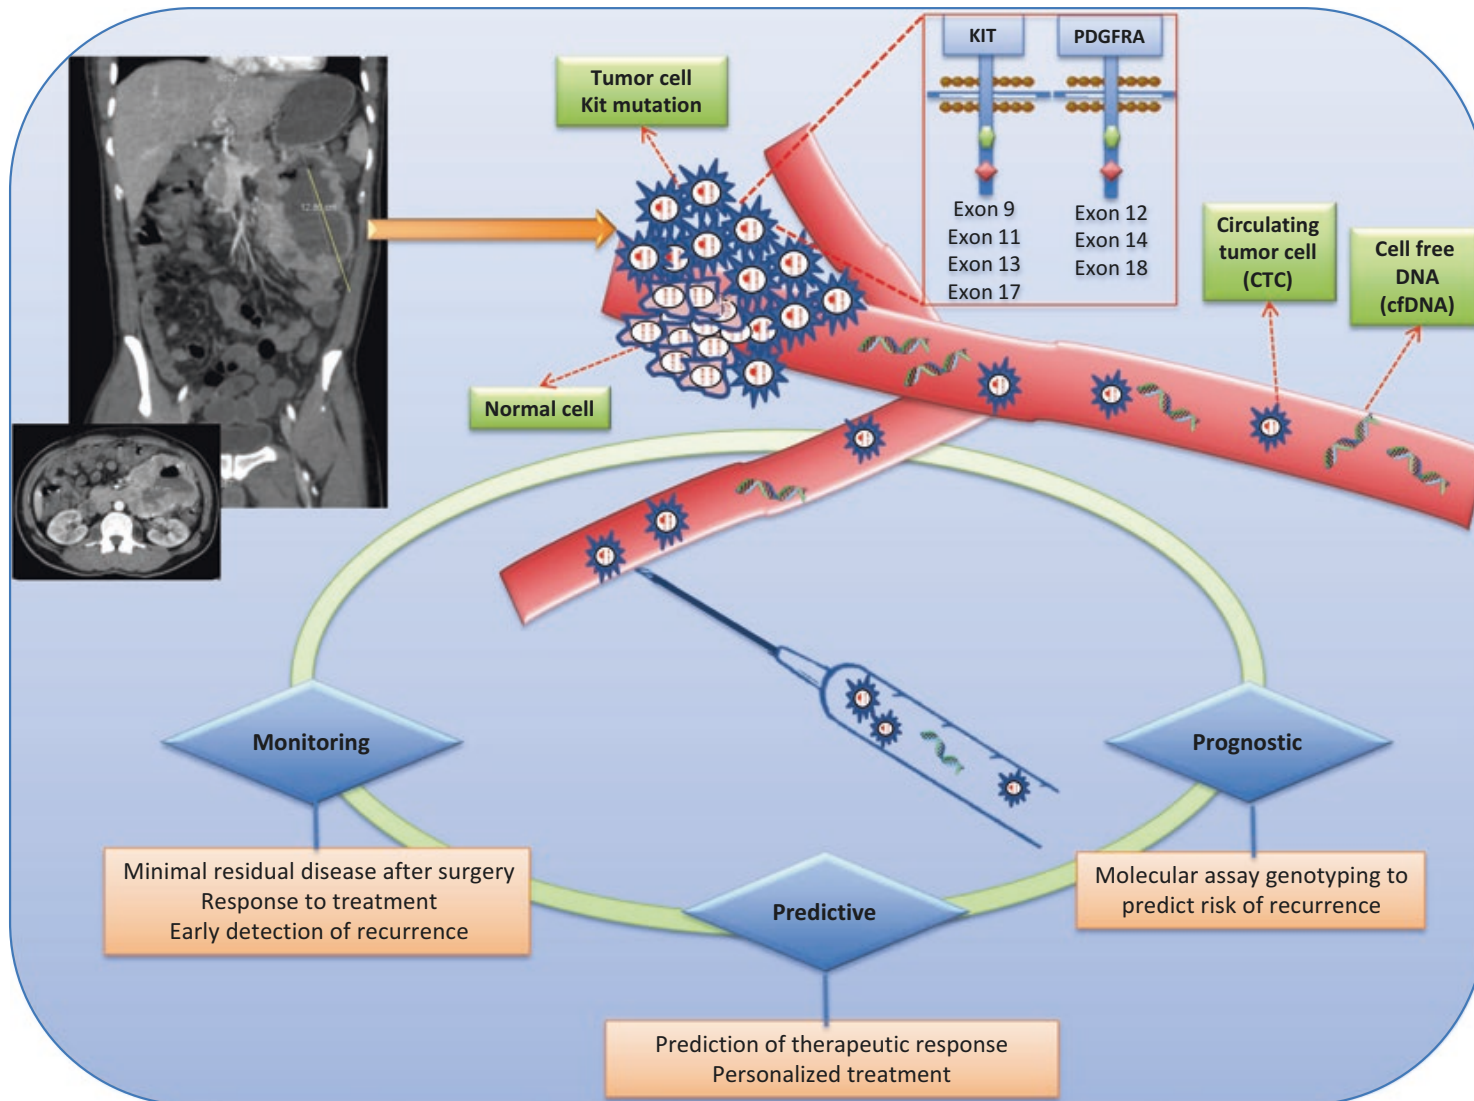 KIT
PDGFRA
Tumor cell
Kit mutation
Exon 9
Exon 11
Exon 13
Exon 17
Exon 12
Exon 14
Exon 18
Circulating
tumor cell
(CTC)
Cell free
DNA
(cfDNA)
Normal cell
Monitoring
Minimal residual disease after surgery
Response to treatment
Early detection of recurrence
Predictive
Prediction of therapeutic response
Personalized treatment
Prognostic
Molecular assay genotyping to
predict risk of recurrence